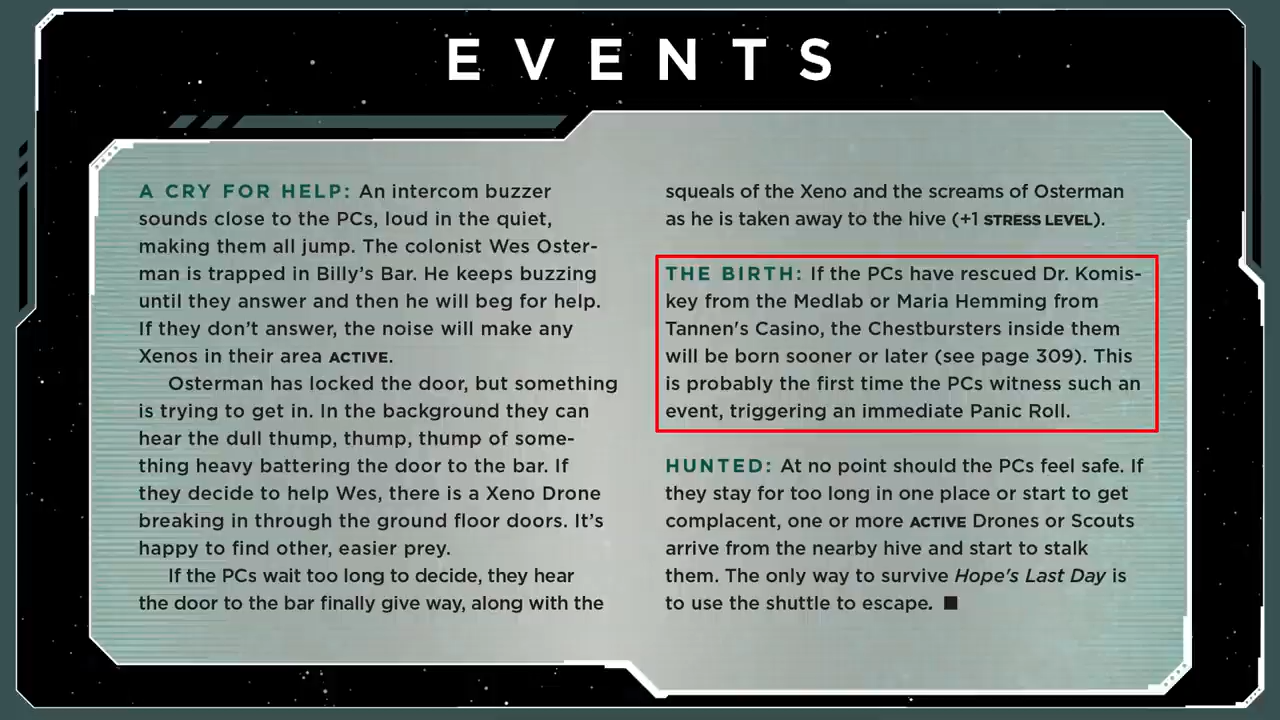 EVENTS
A CRY FOR HELP: An intercom buzzer
sounds close to the PCs, loud in the quiet,
making them all jump. The colonist Wes Oster-
man is trapped in Billy’s Bar. He keeps buzzing
until they answer and then he will beg for help.
If they don’t answer, the noise will make any
Xenos in their area ACTIVE.
Osterman has locked the door, but something
is trying to get in. In the background they can
hear the dull thump, thump, thump of some-
thing heavy battering the door to the bar. If
they decide to help Wes, there is a Xeno Drone
breaking in through the ground floor doors. It’s
happy to find other, easier prey.
If the PCs wait too long to decide, they hear
the door to the bar finally give way, along with the
squeals of the Xeno and the screams of Osterman
as he is taken away to the hive (+1 STRESS LEVEL).
THE BIRTH: If the PCs have rescued Dr. Komis-
key from the Medlab or Maria Hemming from
Tannen's Casino, the Chestbursters inside them
will be born sooner or later (see page 309). This
is probably the first time the PCs witness such an
event, triggering an immediate Panic Roll.
HUNTED: At no point should the PCs feel safe. If
they stay for too long in one place or start to get
complacent, one or more ACTIVE Drones or Scouts
arrive from the nearby hive and start to stalk
them. The only way to survive Hope's Last Day is
to use the shuttle to escape. ■